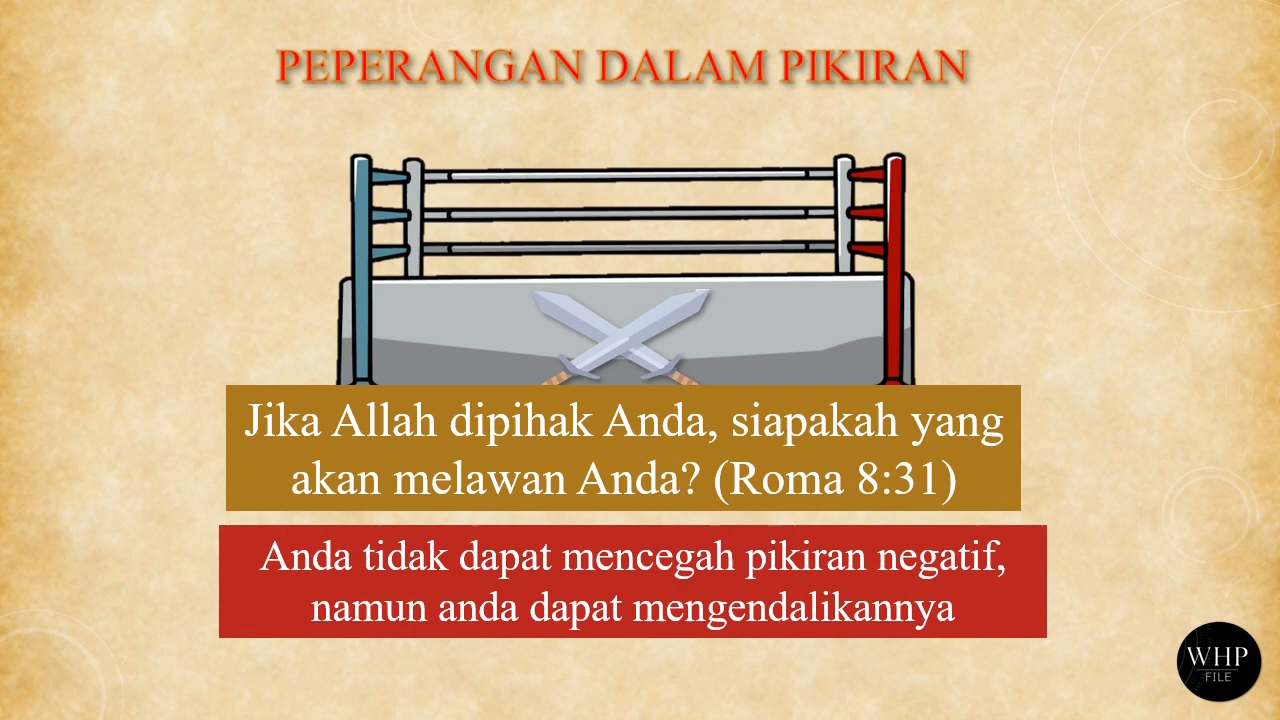 PEPERANGAN DALAM PIKIRAN
Jika Allah dipihak Anda, siapakah yang
akan melawan Anda? (Roma 8:31)
Anda tidak dapat mencegah pikiran negatif,
namun anda dapat mengendalikannya
WHP
FILE